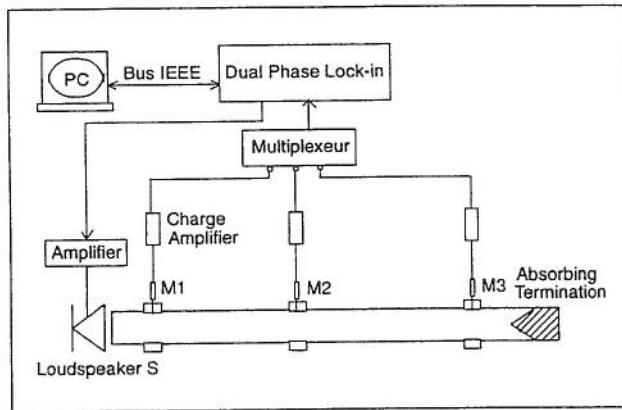 PC
Bus IEEE
Dual Phase Lock-in
Multiplexeur
Charge
Amplifier
Amplifier
M1
M2
M3
Absorbing
Termination
Loudspeaker S